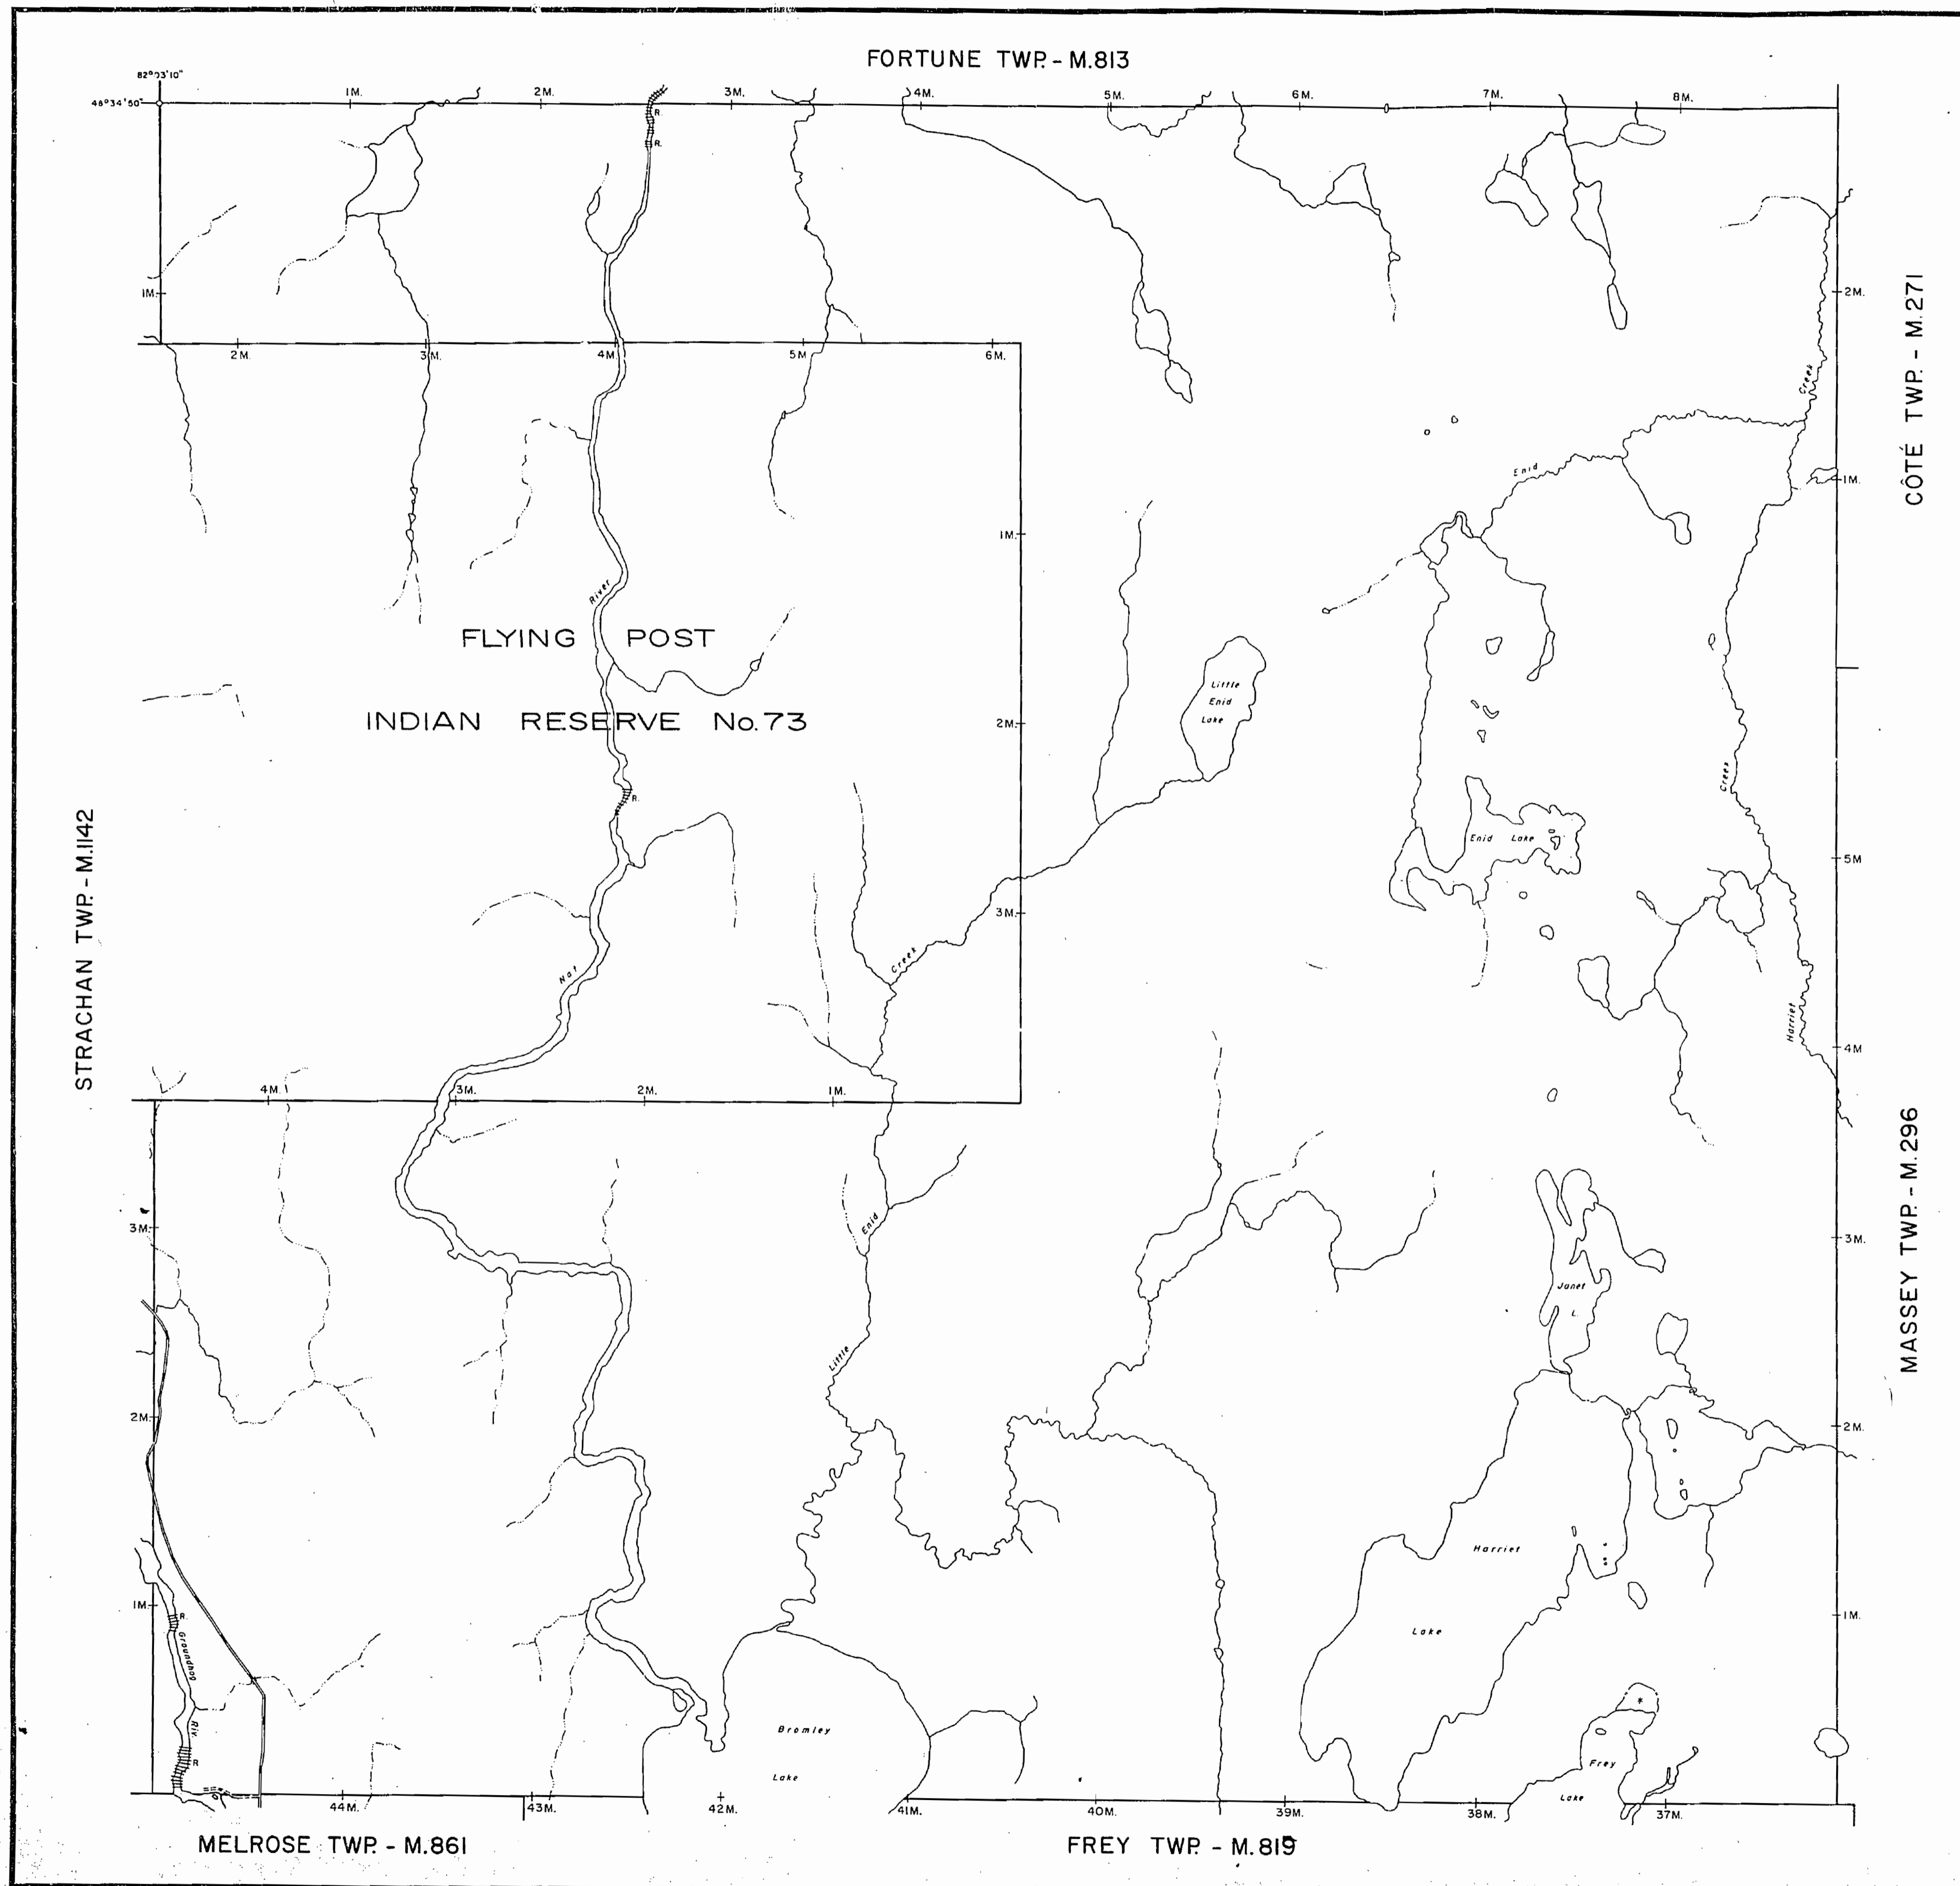 FORTUNE TWP. - M.813
82°03'10"
48°34'50"
1M. 2M. 3M. 4M. 5M. 6M. 7M. 8M.
R.
R.
1M.
2M.
CÔTÉ TWP. - M.271
2M. 3M. 4M. 5M 6M.
Creek
Enid
1M.
1M.
River
FLYING POST
INDIAN RESERVE No.73
Little
Enid
Lake
2M.
Creek
R.
Enid Lake
5M
STRACHAN TWP. - M.1142
3M.
Creek
Nat
Harriet
4M
4M. 3M. 2M. 1M.
MASSEY TWP. - M.296
3M.
Enid
3M.
Janet
L.
Little
2M.
2M.
Harriet
Lake
1M.
1M.
R.
Groundhog
Riv.
R
Bromley
Lake
*
Frey
Lake
44M. 43M. 42M. 41M. 40M. 39M. 38M. 37M.
MELROSE TWP. - M.861
FREY TWP. - M.819